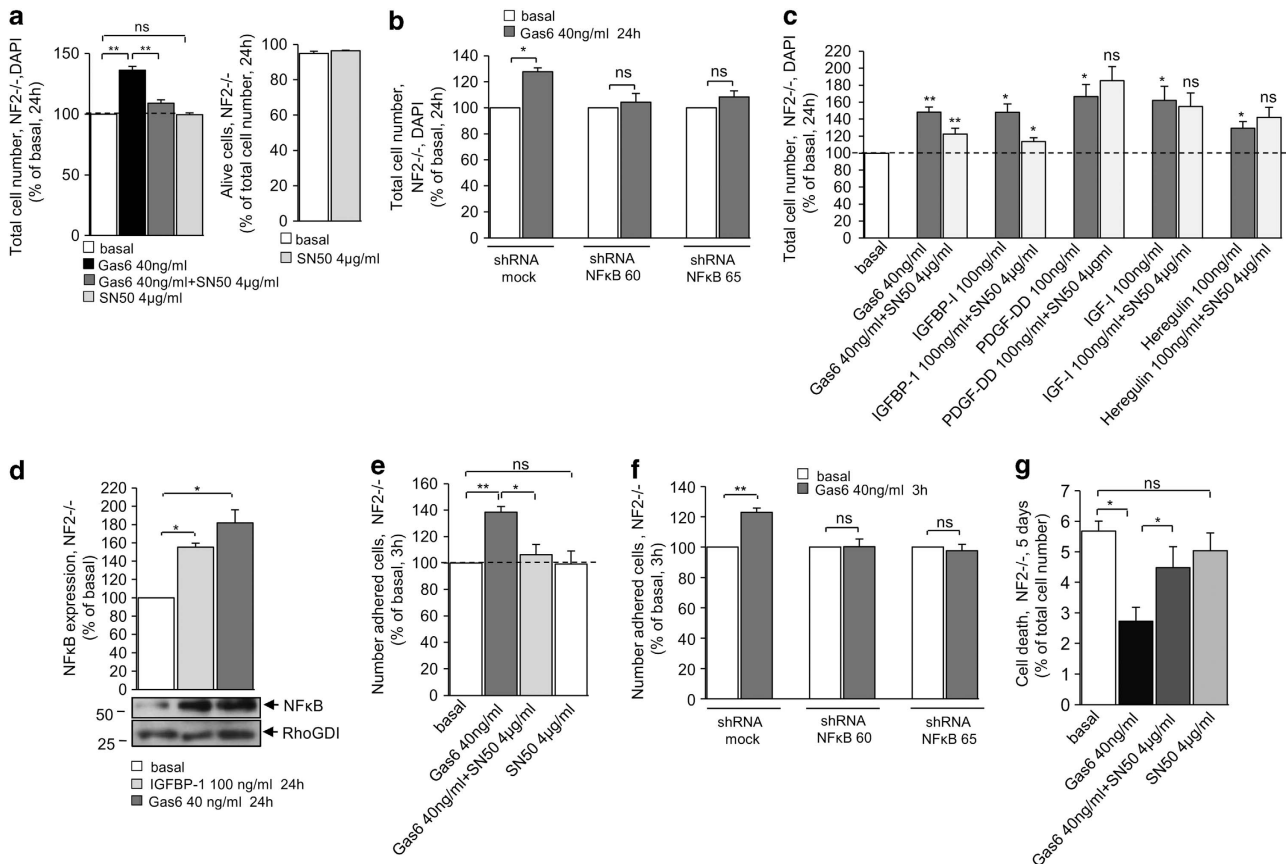 a
Total cell number, NF2-/-,DAPI
(% of basal, 24h)
150
100
50
ns
**
**
basal
Gas6 40ng/ml
Gas6 40ng/ml+SN50 4µg/ml
SN50 4µg/ml
Alive cells, NF2-/-
(% of total cell number, 24h)
100
80
60
40
20
0
basal
SN50 4µg/ml
b
basal
Gas6 40ng/ml 24h
Total cell number,
NF2-/-, DAPI
(% of basal, 24h)
140
120
100
80
60
40
20
0
*
ns
ns
shRNA
mock
shRNA
NFκB 60
shRNA
NFκB 65
c
Total cell number, NF2-/-, DAPI
(% of basal, 24h)
220
200
180
160
140
120
100
80
60
40
20
0
**
**
*
*
*
ns
*
ns
*
ns
basal
Gas6 40ng/ml
Gas6 40ng/ml+SN50 4µg/ml
IGFBP-I 100ng/ml
IGFBP-1 100ng/ml+SN50 4µg/ml
PDGF-DD 100ng/ml
PDGF-DD 100ng/ml+SN50 4µgml
IGF-I 100ng/ml
IGF-I 100ng/ml+SN50 4µg/ml
Heregulin 100ng/ml
Heregulin 100ng/ml+SN50 4µg/ml
d
NFκB expression, NF2-/-
(% of basal)
220
200
180
160
140
120
100
80
60
40
20
0
*
*
50
NFκB
25
RhoGDI
basal
IGFBP-1 100 ng/ml 24h
Gas6 40 ng/ml 24h
e
Number adhered cells, NF2-/-
(% of basal, 3h)
160
140
120
100
80
60
40
20
0
ns
**
*
basal
Gas6 40ng/ml
Gas6 40ng/ml+SN50 4µg/ml
SN50 4µg/ml
f
basal
Gas6 40ng/ml 3h
Number adhered cells , NF2-/-
(% of basal, 3h)
140
120
100
80
60
40
20
0
**
ns
ns
shRNA
mock
shRNA
NFκB 60
shRNA
NFκB 65
g
Cell death, NF2-/-, 5 days
(% of total cell number)
7
6
5
4
3
2
1
0
ns
*
*
basal
Gas6 40ng/ml
Gas6 40ng/ml+SN50 4µg/ml
SN50 4µg/ml